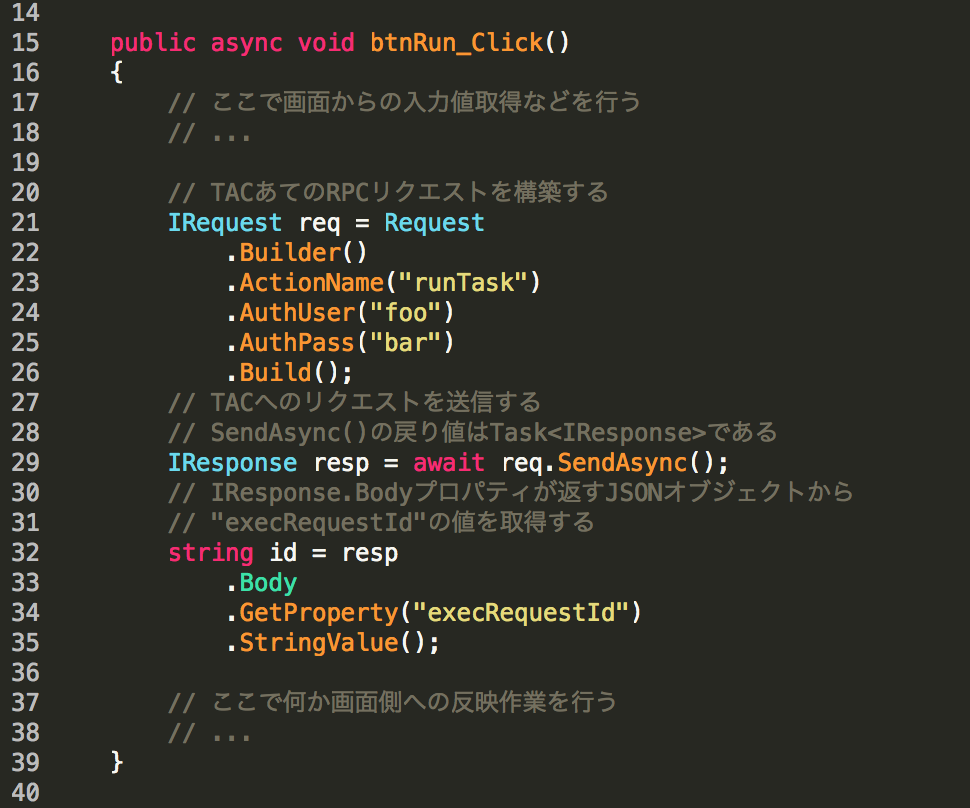 14
15     public async void btnRun_Click()
16     {
17         // ここで画面からの入力値取得などを行う
18         // ...
19
20         // TACあてのRPCリクエストを構築する
21         IRequest req = Request
22             .Builder()
23             .ActionName("runTask")
24             .AuthUser("foo")
25             .AuthPass("bar")
26             .Build();
27         // TACへのリクエストを送信する
28         // SendAsync()の戻り値はTask<IResponse>である
29         IResponse resp = await req.SendAsync();
30         // IResponse.Bodyプロパティが返すJSONオブジェクトから
31         // "execRequestId"の値を取得する
32         string id = resp
33             .Body
34             .GetProperty("execRequestId")
35             .StringValue();
36
37         // ここで何か画面側への反映作業を行う
38         // ...
39     }
40